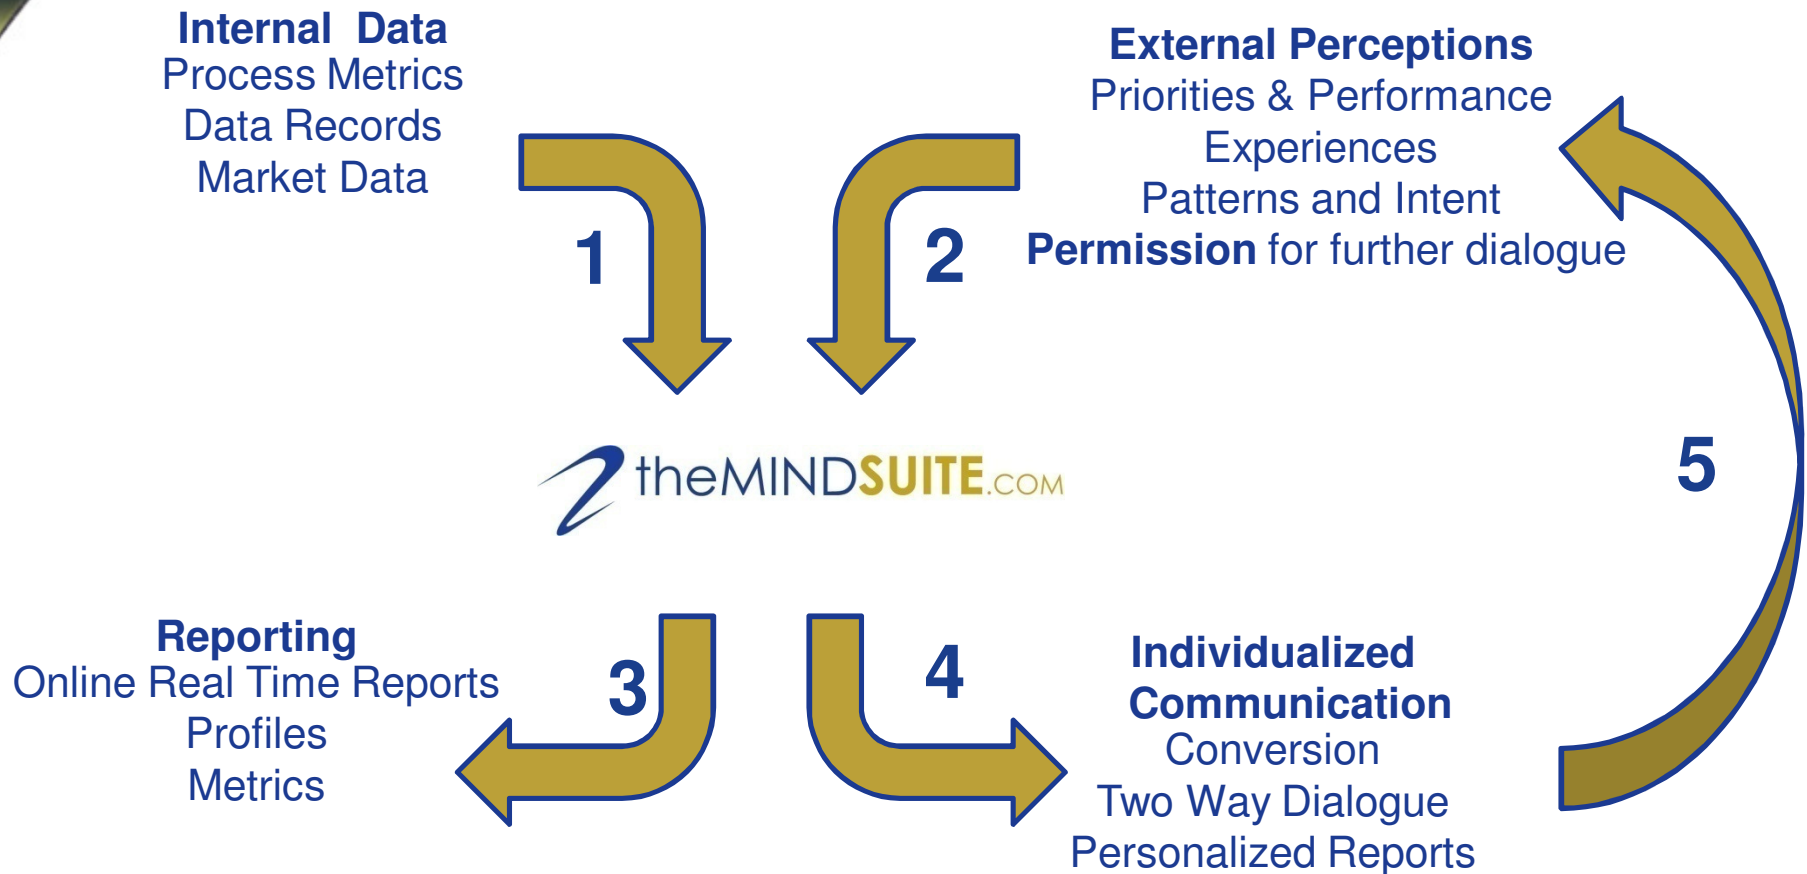 Internal Data
Process Metrics
Data Records
Market Data
1
External Perceptions
Priorities & Performance
Experiences
Patterns and Intent
Permission for further dialogue
2
theMINDSUITE.COM
Reporting
Online Real Time Reports
Profiles
Metrics
3
4
Individualized
Communication
Conversion
Two Way Dialogue
Personalized Reports
5